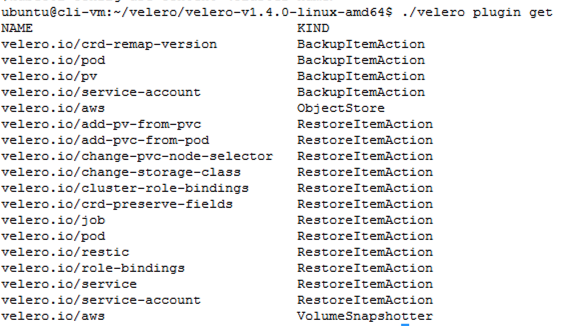 ubuntu@cli-vm:~/velero/velero-v1.4.0-linux-amd64$ ./velero plugin get
NAME KIND
velero.io/crd-remap-version BackupItemAction
velero.io/pod BackupItemAction
velero.io/pv BackupItemAction
velero.io/service-account BackupItemAction
velero.io/aws ObjectStore
velero.io/add-pv-from-pvc RestoreItemAction
velero.io/add-pvc-from-pod RestoreItemAction
velero.io/change-pvc-node-selector RestoreItemAction
velero.io/change-storage-class RestoreItemAction
velero.io/cluster-role-bindings RestoreItemAction
velero.io/crd-preserve-fields RestoreItemAction
velero.io/job RestoreItemAction
velero.io/pod RestoreItemAction
velero.io/restic RestoreItemAction
velero.io/role-bindings RestoreItemAction
velero.io/service RestoreItemAction
velero.io/service-account RestoreItemAction
velero.io/aws VolumeSnapshotter